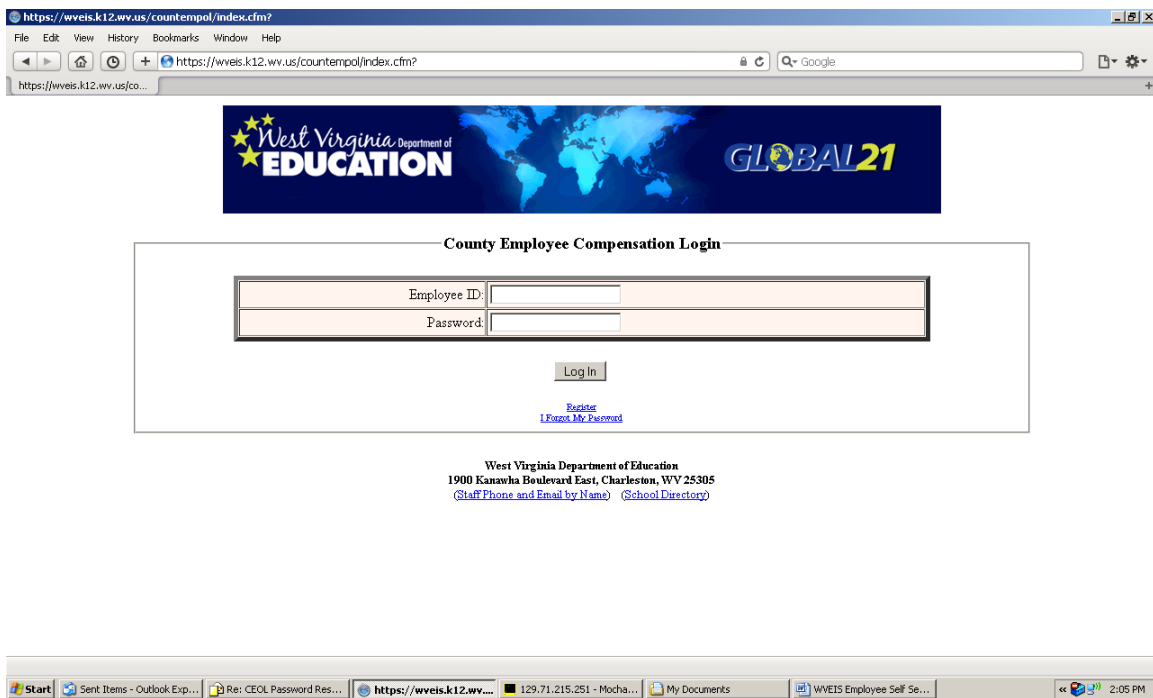 https://wveis.k12.wv.us/countempol/index.cfm?
File Edit View History Bookmarks Window Help
https://wveis.k12.wv.us/countempol/index.cfm?
Q- Google
https://wveis.k12.wv.us/co...
West Virginia Department of
EDUCATION
GLOBAL21
County Employee Compensation Login
Employee ID:
Password:
Log In
Register
I Forgot My Password
West Virginia Department of Education
1900 Kanawha Boulevard East, Charleston, WV 25305
(Staff Phone and Email by Name) (School Directory)
Start Sent Items - Outlook Exp... Re: CEOL Password Res... https://wveis.k12.wv.... 129.71.215.251 - Mocha... My Documents WVEIS Employee Self Se... « 2:05 PM